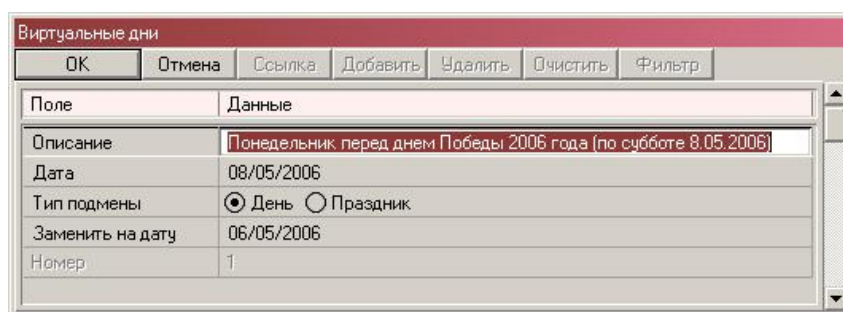 Виртуальные дни
OK Отмена Ссылка Добавить Удалить Очистить Фильтр
Поле Данные
Описание Понедельник перед днем Победы 2006 года (по субботе 8.05.2006)
Дата 08/05/2006
Тип подмены День Праздник
Заменить на дату 06/05/2006
Номер 1